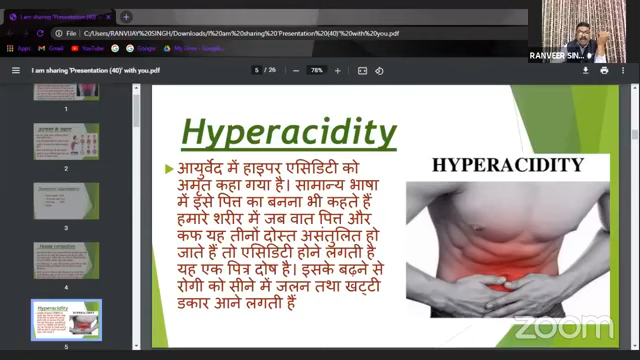 I am sharing 'Presentation (40) with
File
C:/Users/RANVIJAY%20SINGH/Downloads/I%20am%20sharing%20'Presentation%20(40)'%20with%20you.pdf
Gmail
YouTube
Google
Google Drive
My Drive - Google...
RANVEER SIN...
I am sharing 'Presentation (40) with you.pdf
5 / 26
78%
1
2
3
4
Hyperacidity
5
Hyperacidity
आयुर्वेद में हाइपर एसिडिटी को
अमृत कहा गया है। सामान्य भाषा
में इसे पित्त का बनना भी कहते हैं
हमारे शरीर में जब वात पित्त और
कफ यह तीनों दोस्त असंतुलित हो
जाते हैं तो एसिडिटी होने लगती है
यह एक पित्र दोष है। इसके बढ़ने से
रोगी को सीने में जलन तथा खट्टी
डकार आने लगती हैं
HYPERACIDITY
zoom